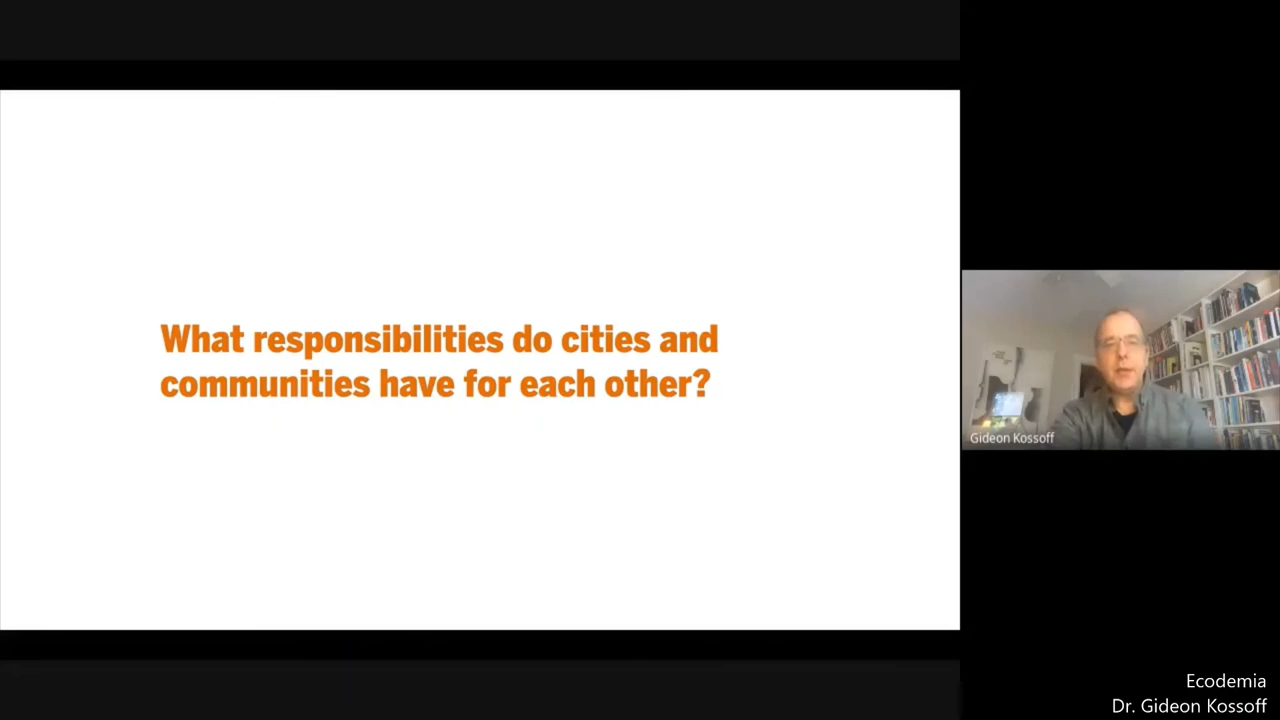 What responsibilities do cities and
communities have for each other?
Gideon Kossoff
Ecodemia
Dr. Gideon Kossoff